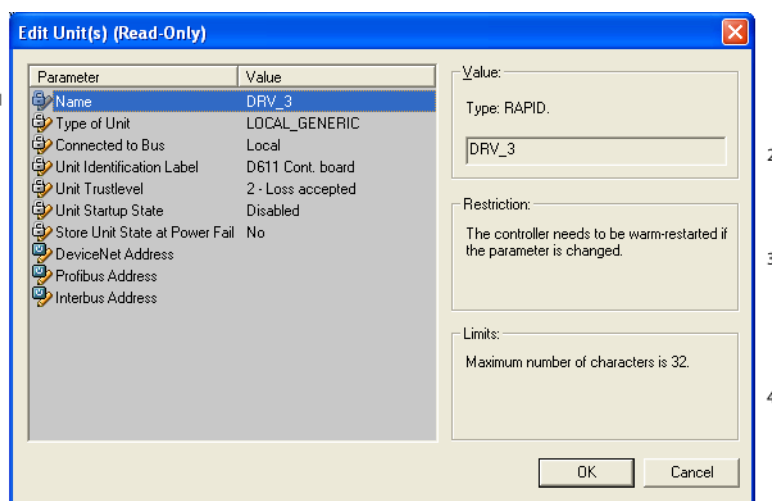 Edit Unit(s) (Read-Only)
Parameter Value
Name DRV_3
Type of Unit LOCAL_GENERIC
Connected to Bus Local
Unit Identification Label D611 Cont. board
Unit Trustlevel 2 - Loss accepted
Unit Startup State Disabled
Store Unit State at Power Fail No
DeviceNet Address
Profibus Address
Interbus Address
Value:
Type: RAPID.
DRV_3
2
Restriction:
The controller needs to be warm-restarted if
the parameter is changed.
3
Limits:
Maximum number of characters is 32.
4
OK Cancel